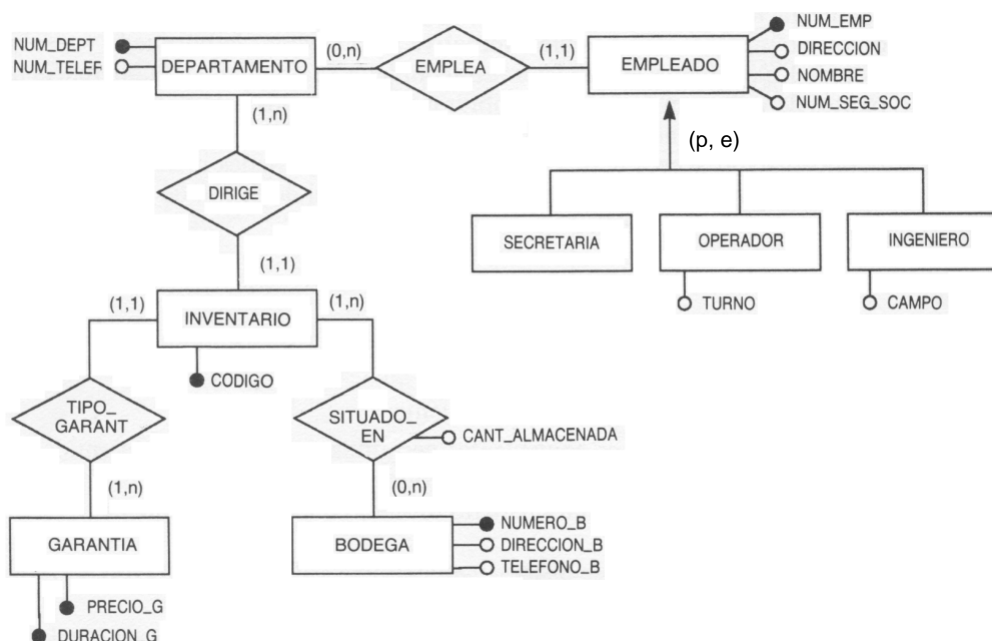 NUM_DEPT
NUM_TELEF
DEPARTAMENTO
(0,n)
EMPLEA
(1,1)
EMPLEADO
NUM_EMP
DIRECCION
NOMBRE
NUM_SEG_SOC
(1,n)
(p, e)
DIRIGE
SECRETARIA
OPERADOR
INGENIERO
(1,1)
TURNO
CAMPO
(1,1)
INVENTARIO
(1,n)
CODIGO
TIPO_
GARANT
SITUADO_
EN
CANT_ALMACENADA
(1,n)
(0,n)
GARANTIA
BODEGA
NUMERO_B
DIRECCION_B
TELEFONO_B
PRECIO_G
DURACION_G